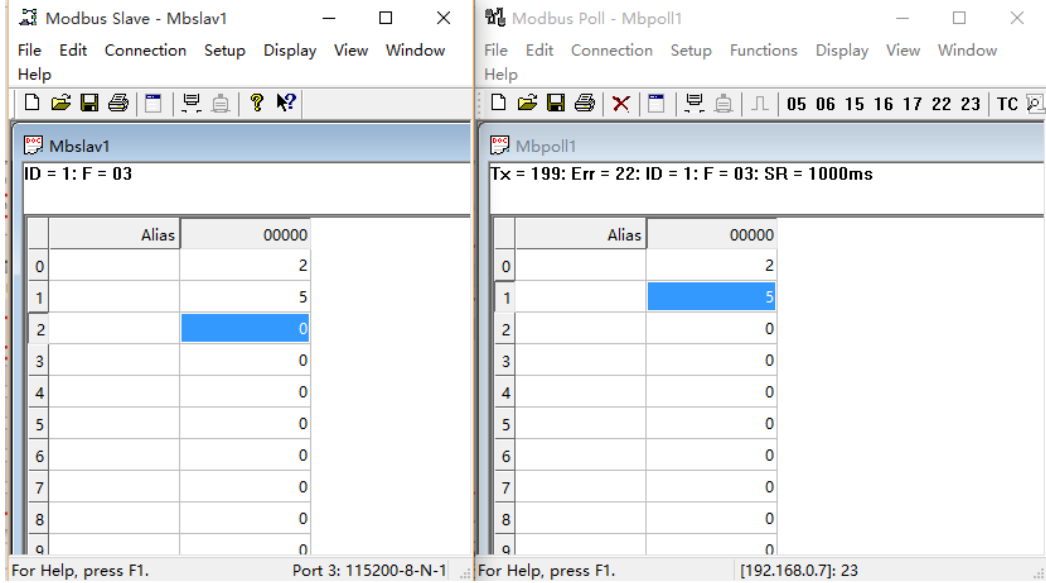 Modbus Slave - Mbslav1
File Edit Connection Setup Display View Window
Help
Mbslav1
ID = 1: F = 03
Alias 00000
0 2
1 5
2 0
3 0
4 0
5 0
6 0
7 0
8 0
9 0
For Help, press F1. Port 3: 115200-8-N-1
Modbus Poll - Mbpoll1
File Edit Connection Setup Functions Display View Window
Help
05 06 15 16 17 22 23 TC
Mbpoll1
Tx = 199: Err = 22: ID = 1: F = 03: SR = 1000ms
Alias 00000
0 2
1 5
2 0
3 0
4 0
5 0
6 0
7 0
8 0
9 0
For Help, press F1. [192.168.0.7]: 23